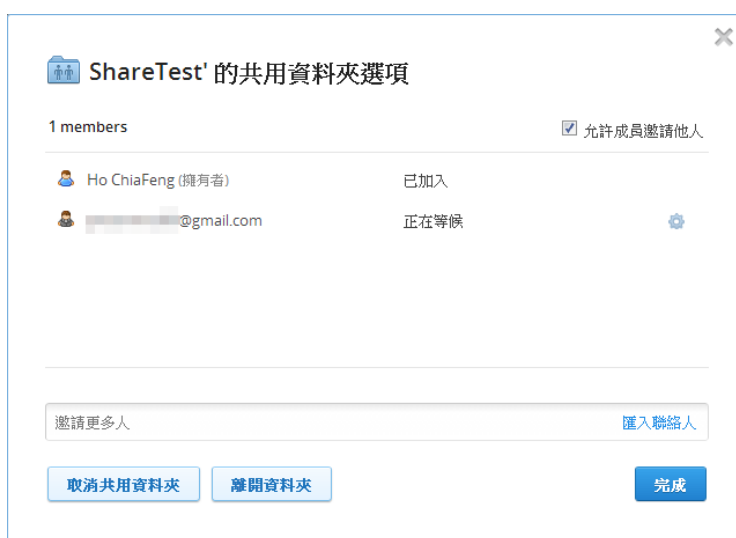 ShareTest' 的共用資料夾選項
1 members
允許成員邀請他人
Ho ChiaFeng (擁有者) 已加入
@gmail.com 正在等候
邀請更多人 匯入聯絡人
取消共用資料夾 離開資料夾 完成